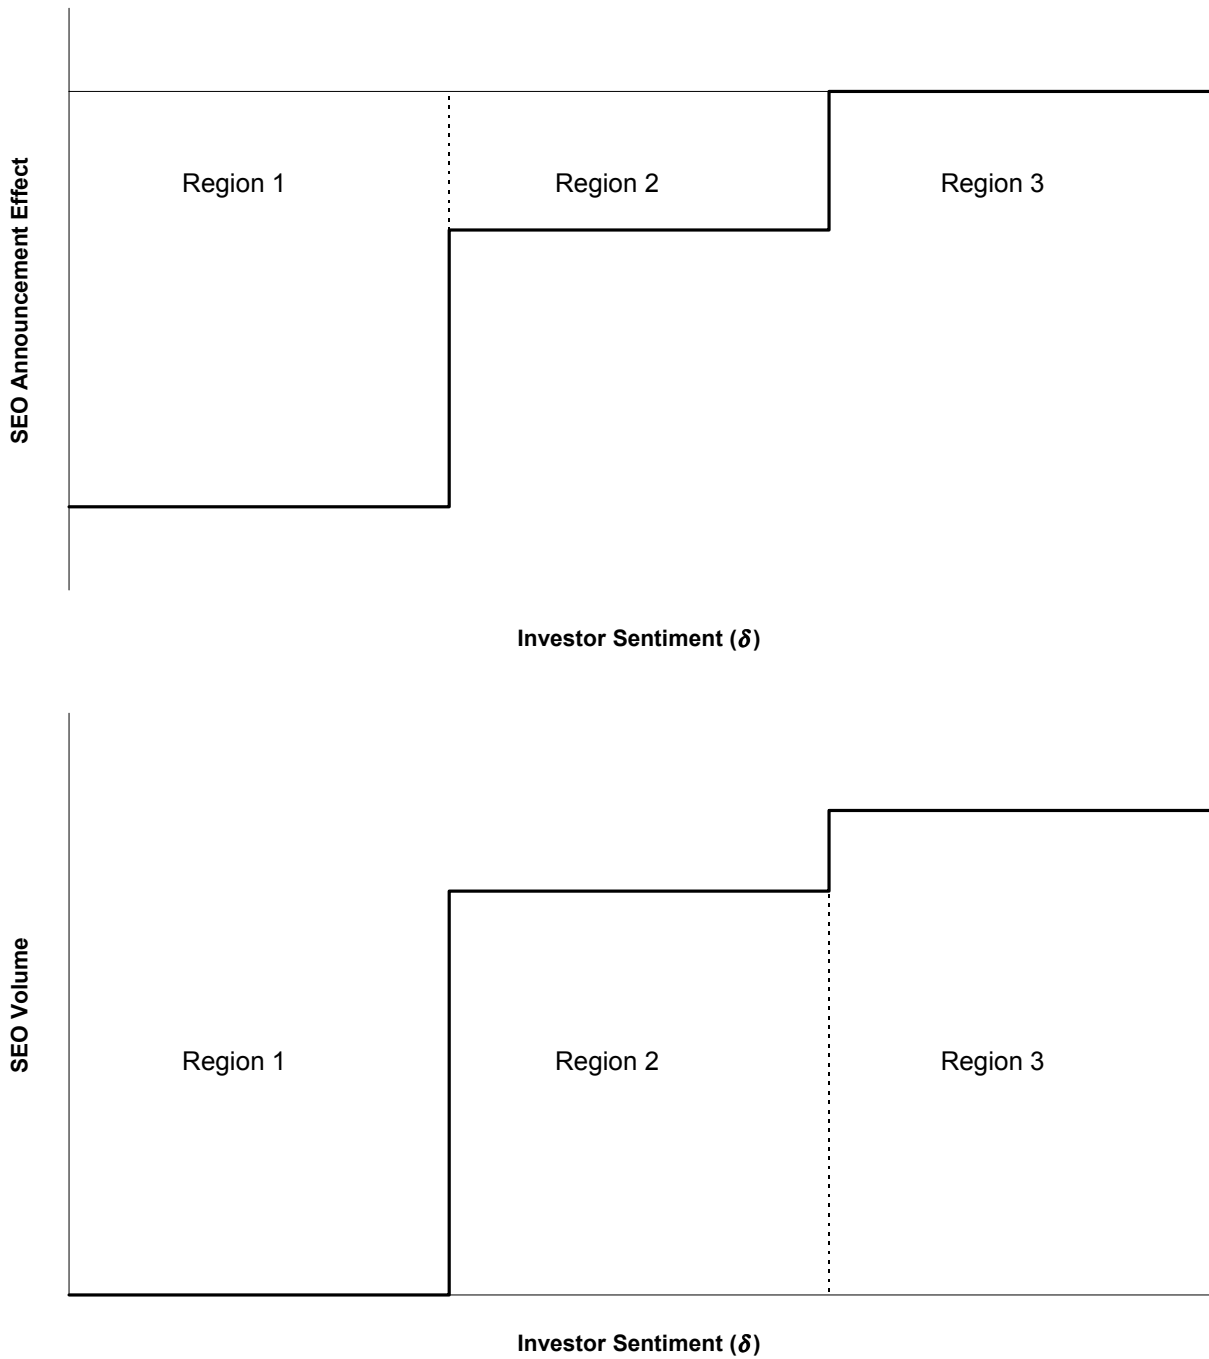 SEO Announcement Effect
Region 1
Region 2
Region 3
Investor Sentiment (δ)
SEO Volume
Region 1
Region 2
Region 3
Investor Sentiment (δ)